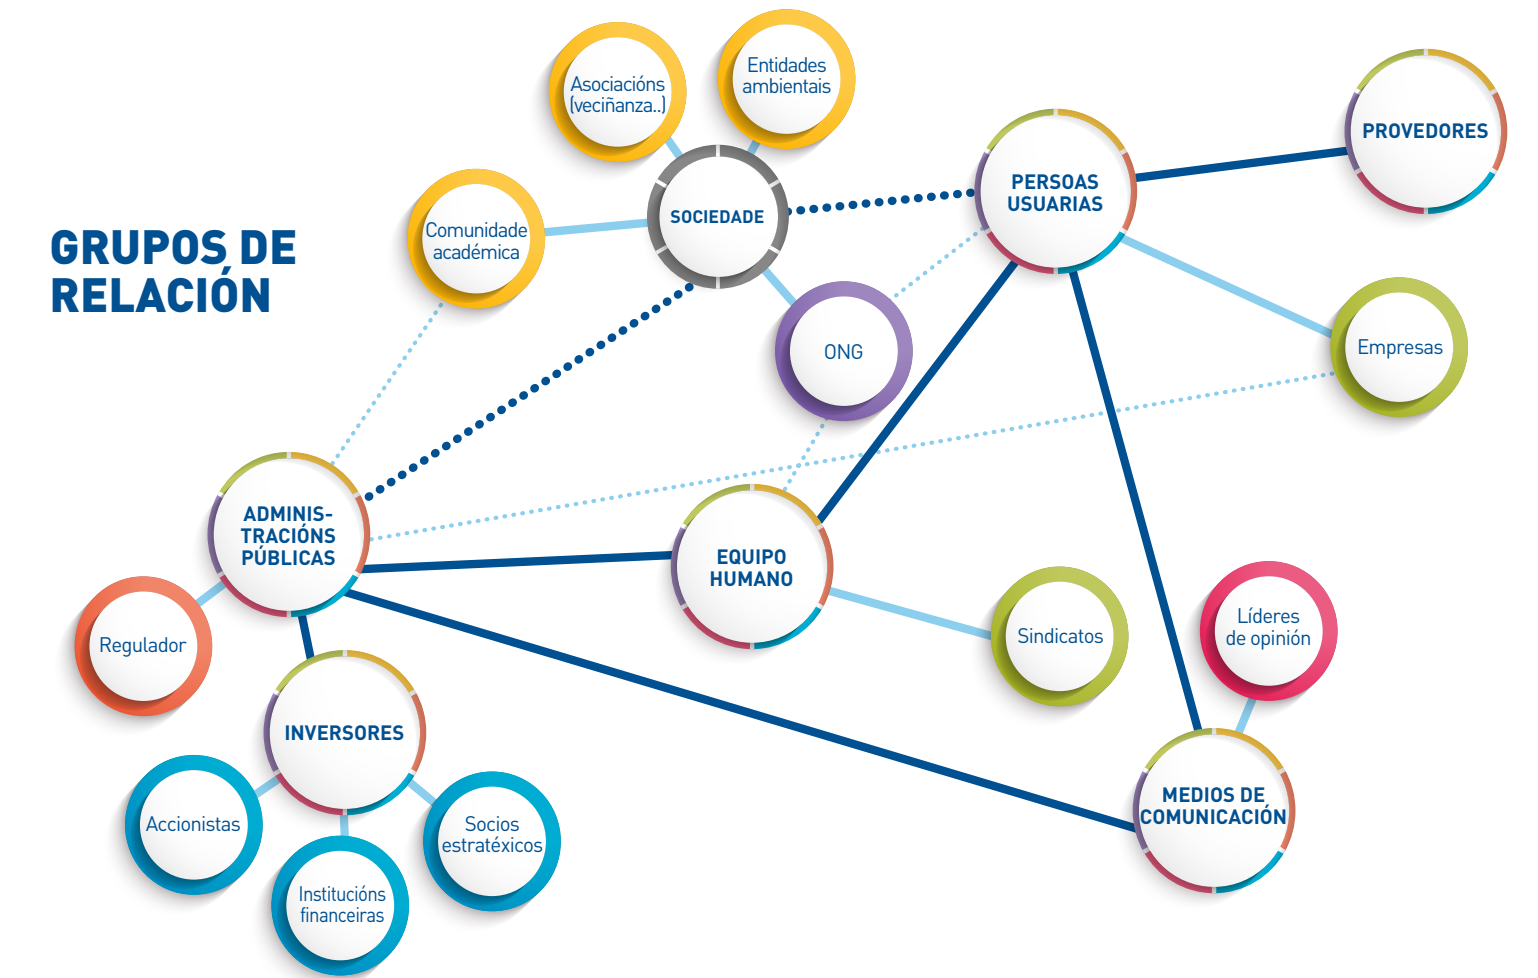 GRUPOS DE
RELACIÓN
Asociacións
(veciñanza..)
Entidades
ambientais
Comunidade
académica
SOCIEDADE
PERSOAS
USUARIAS
PROVEDORES
ONG
Empresas
ADMINIS-
TRACIÓNS
PÚBLICAS
EQUIPO
HUMANO
Regulador
Sindicatos
Líderes
de opinión
INVERSORES
MEDIOS DE
COMUNICACIÓN
Accionistas
Socios
estratéxicos
Institucións
financeiras